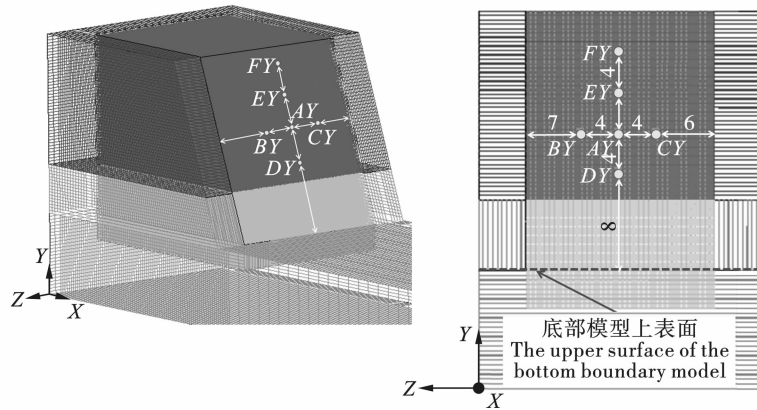 FY
EY
AY
BY
CY
DY
Y
Z
X
FY
4
EY
7
4
4
6
BY
AY
CY
4
DY
8
底部模型上表面
The upper surface of the
bottom boundary model
Y
Z
X